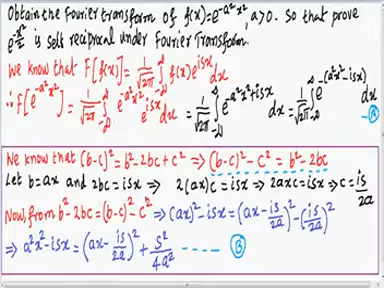 Obtain the Fourier transform of f(x)=e^{-a²x²}, a>0. So that prove
e^{-x²/2} is self reciprocal under Fourier Transform.
We know that F[f(x)] = 1/√2π ∫_{-∞}^{∞} f(x) e^{isx} dx
∴ F[e^{-a²x²}] = 1/√2π ∫_{-∞}^{∞} e^{-a²x²} e^{isx} dx = 1/√2π ∫_{-∞}^{∞} e^{-a²x²+isx} dx = 1/√2π ∫_{-∞}^{∞} e^{-(a²x²-isx)} dx
—Ⓐ
We know that (b-c)² = b²-2bc+c² ⇒ (b-c)²-c² = b²-2bc
Let b=ax and 2bc=isx ⇒ 2(ax)c=isx ⇒ 2axc=isx ⇒ c=is/2a
Now, from b²-2bc=(b-c)²-c² ⇒ (ax)²-isx=(ax-is/2a)²-(is/2a)²
⇒ a²x²-isx=(ax-is/2a)²+s²/4a² ---- Ⓑ